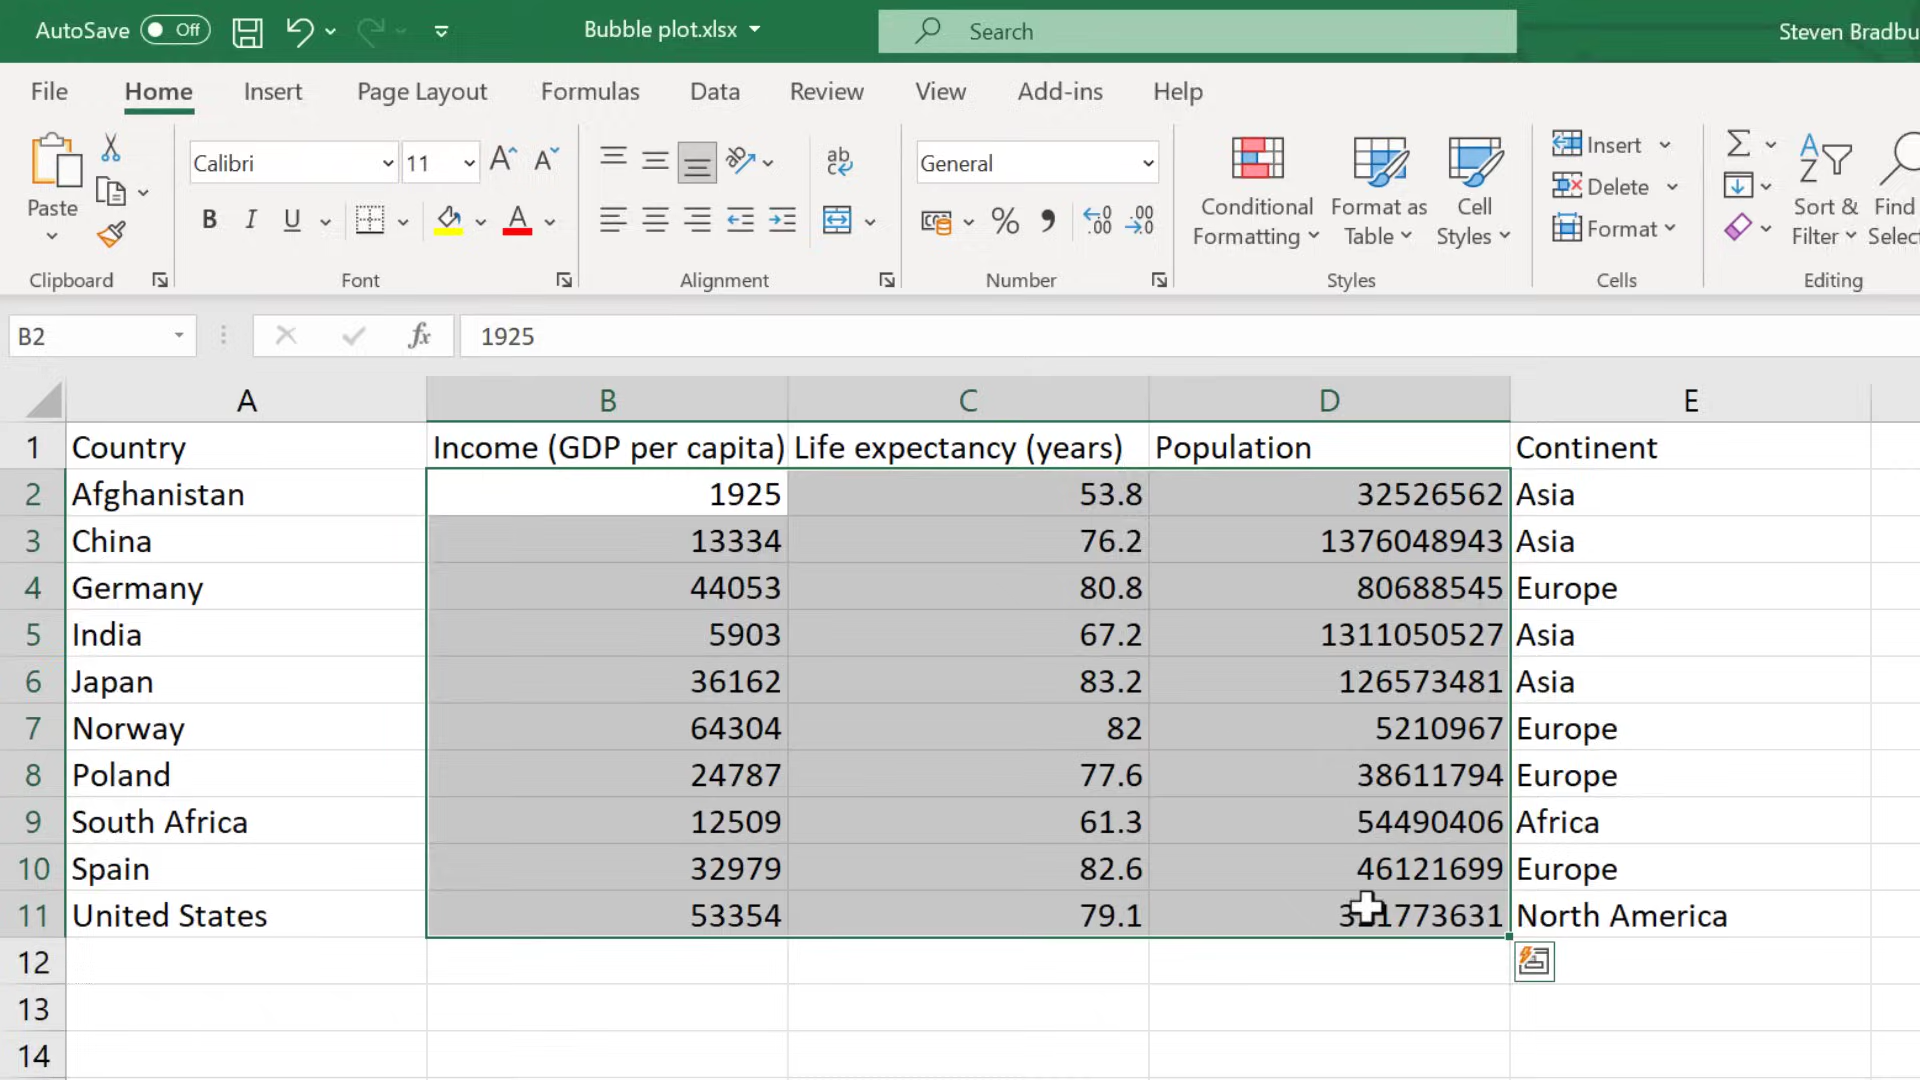 AutoSave Off Bubble plot.xlsx Search Steven Bradbu
File Home Insert Page Layout Formulas Data Review View Add-ins Help
Paste
Calibri 11
B I U
ab
General
% .00 .00
Conditional Formatting
Format as Table
Cell Styles
Insert
Delete
Format
Sort & Filter
Find
Selec
Clipboard Font Alignment Number Styles Cells Editing
B2 fx 1925
A B C D E
1 Country Income (GDP per capita) Life expectancy (years) Population Continent
2 Afghanistan 1925 53.8 32526562 Asia
3 China 13334 76.2 1376048943 Asia
4 Germany 44053 80.8 80688545 Europe
5 India 5903 67.2 1311050527 Asia
6 Japan 36162 83.2 126573481 Asia
7 Norway 64304 82 5210967 Europe
8 Poland 24787 77.6 38611794 Europe
9 South Africa 12509 61.3 54490406 Africa
10 Spain 32979 82.6 46121699 Europe
11 United States 53354 79.1 North America
12
13
14